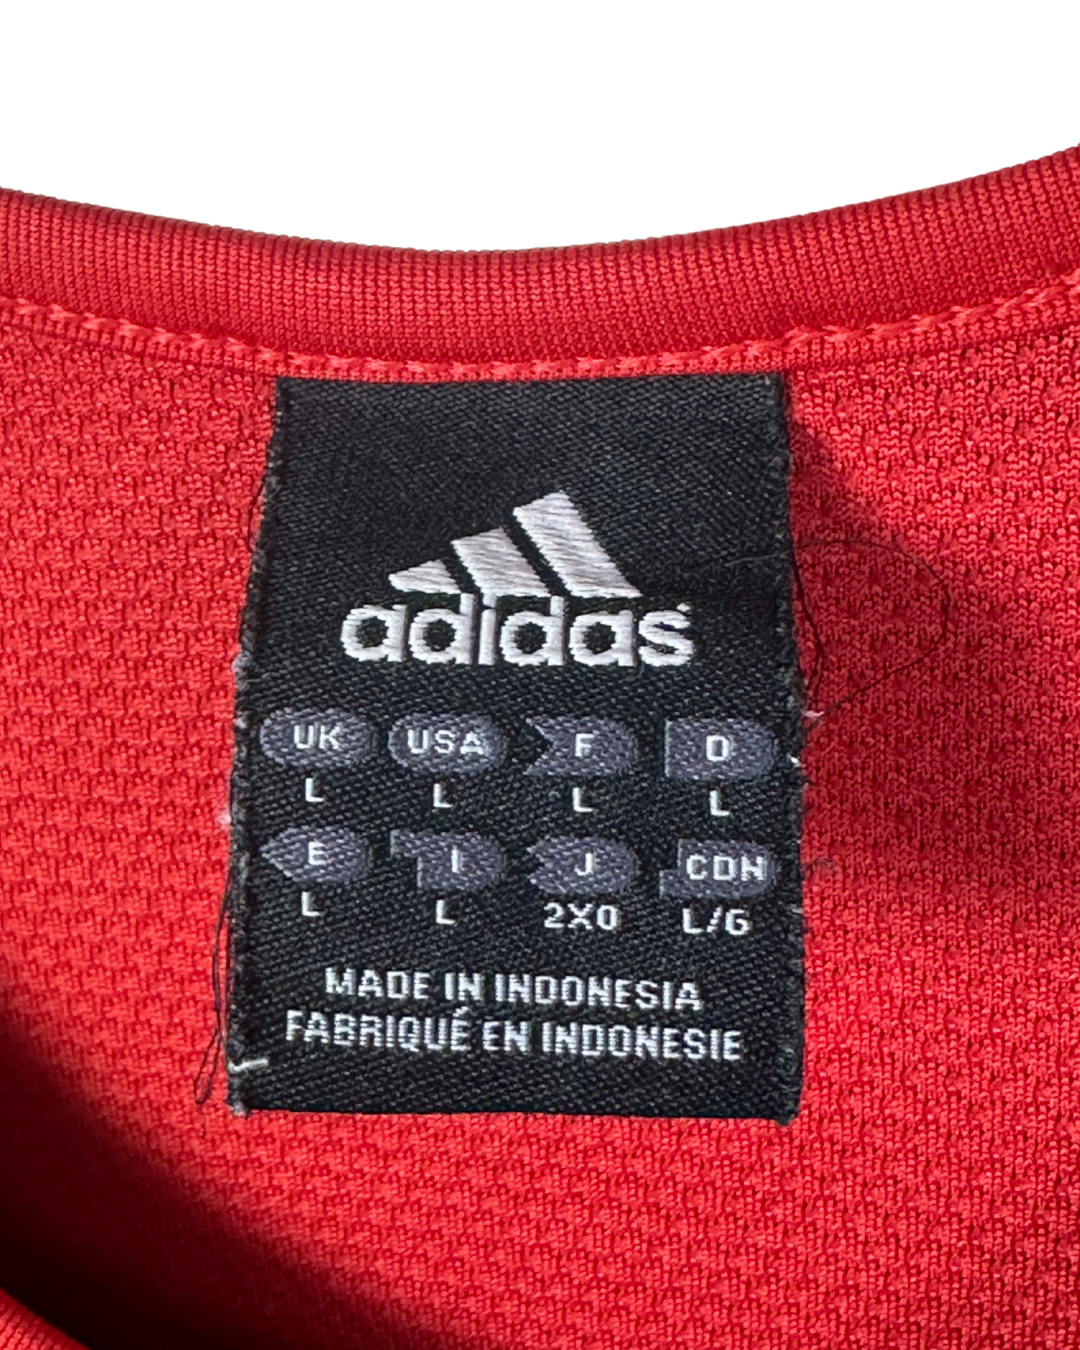 adidas
UK USA F D
L L L L
E I J CDN
L L 2XO L/G
MADE IN INDONESIA
FABRIQUÉ EN INDONESIE